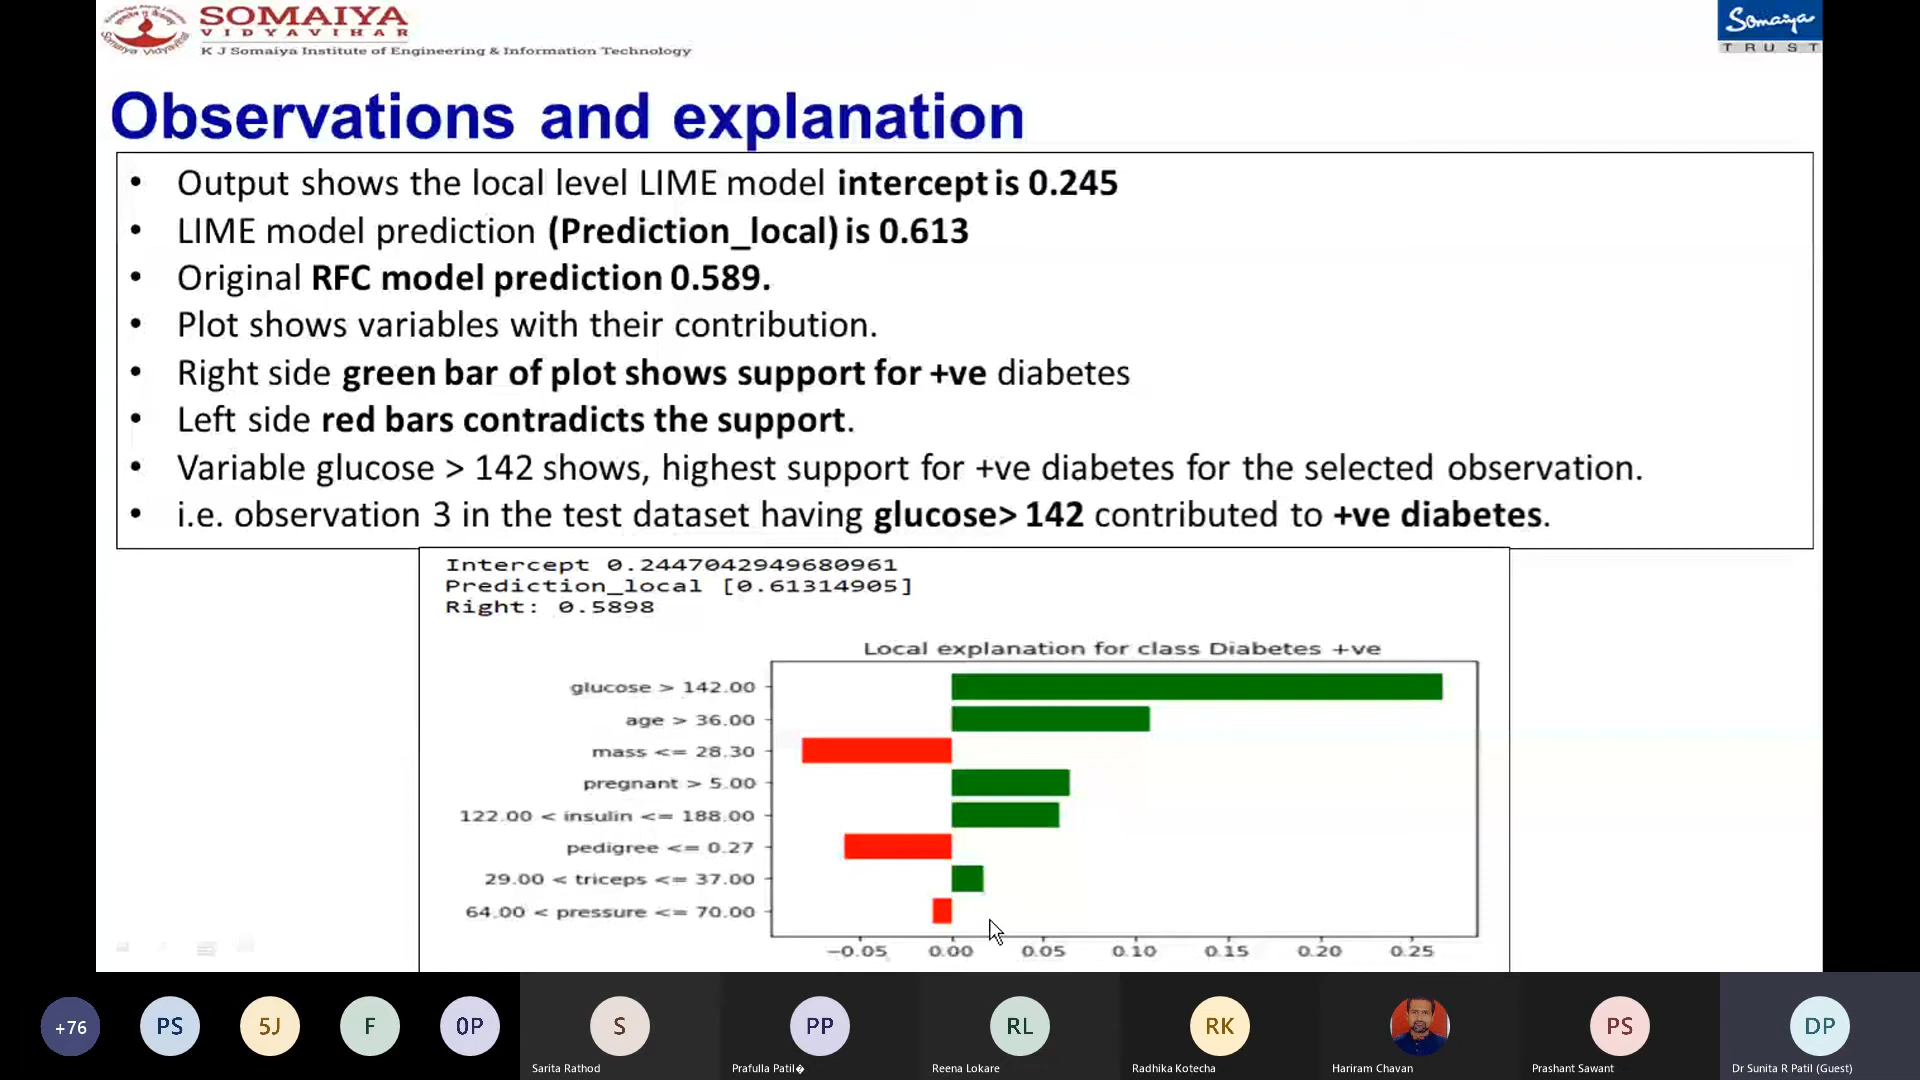 SOMAIYA
VIDYAVIHAR
K J Somaiya Institute of Engineering & Information Technology
Somaiya
TRUST
Observations and explanation
• Output shows the local level LIME model intercept is 0.245
• LIME model prediction (Prediction_local) is 0.613
• Original RFC model prediction 0.589.
• Plot shows variables with their contribution.
• Right side green bar of plot shows support for +ve diabetes
• Left side red bars contradicts the support.
• Variable glucose > 142 shows, highest support for +ve diabetes for the selected observation.
• i.e. observation 3 in the test dataset having glucose> 142 contributed to +ve diabetes.
Intercept 0.2447042949680961
Prediction_local [0.61314905]
Right: 0.5898
Local explanation for class Diabetes +ve
glucose > 142.00
age > 36.00
mass <= 28.30
pregnant > 5.00
122.00 < insulin <= 188.00
pedigree <= 0.27
29.00 < triceps <= 37.00
64.00 < pressure <= 70.00
−0.05 0.00 0.05 0.10 0.15 0.20 0.25
+76 PS 5J F 0P S PP RL RK PS DP
Sarita Rathod Prafulla Patil� Reena Lokare Radhika Kotecha Hariram Chavan Prashant Sawant Dr Sunita R Patil (Guest)